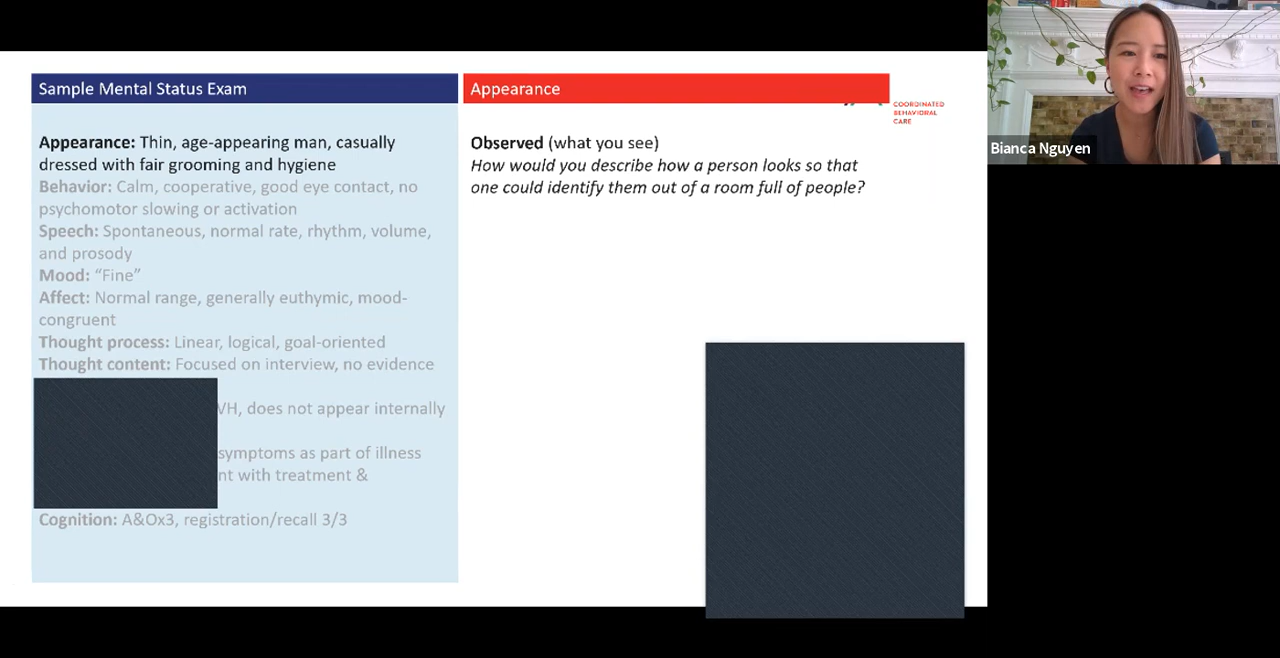 Sample Mental Status Exam
Appearance: Thin, age-appearing man, casually
dressed with fair grooming and hygiene
Behavior: Calm, cooperative, good eye contact, no
psychomotor slowing or activation
Speech: Spontaneous, normal rate, rhythm, volume,
and prosody
Mood: “Fine”
Affect: Normal range, generally euthymic, mood-
congruent
Thought process: Linear, logical, goal-oriented
Thought content: Focused on interview, no evidence
VH, does not appear internally
symptoms as part of illness
with treatment &
Cognition: A&Ox3, registration/recall 3/3
Appearance
COORDINATED
BEHAVIORAL
CARE
Observed (what you see)
How would you describe how a person looks so that
one could identify them out of a room full of people?
Bianca Nguyen